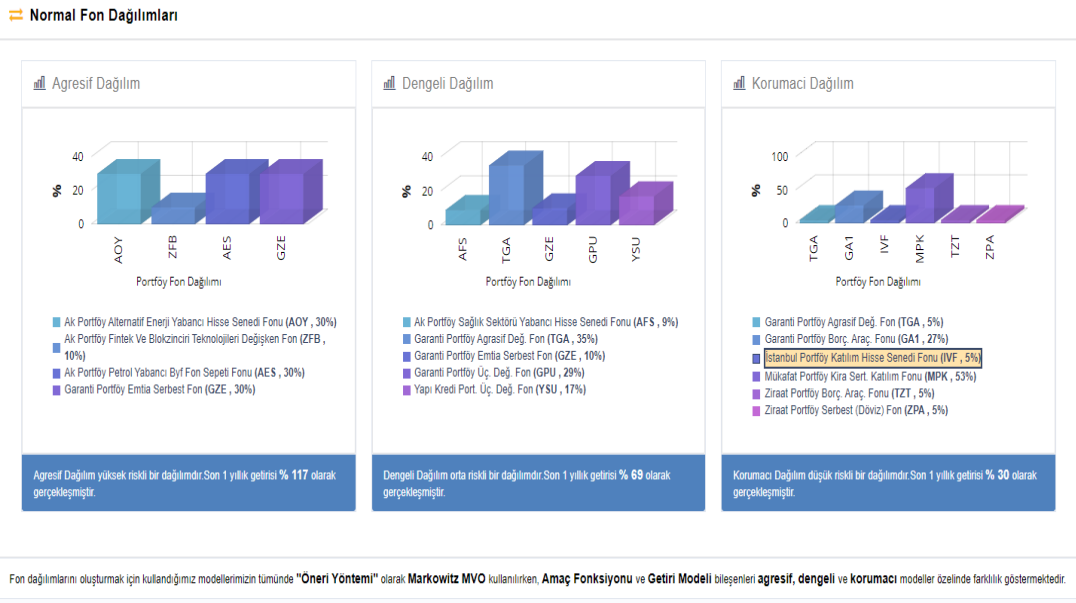 Normal Fon Dağılımları
Agresif Dağılım
%
40
20
0
AOY
ZFB
AES
GZE
Portföy Fon Dağılımı
Ak Portföy Alternatif Enerji Yabancı Hisse Senedi Fonu (AOY , 30%)
Ak Portföy Fintek Ve Blokzinciri Teknolojileri Değişken Fon (ZFB ,
10%)
Ak Portföy Petrol Yabancı Byf Fon Sepeti Fonu (AES , 30%)
Garanti Portföy Emtia Serbest Fon (GZE , 30%)
Agresif Dağılım yüksek riskli bir dağılımdır.Son 1 yıllık getirisi % 117 olarak
gerçekleşmiştir.
Dengeli Dağılım
%
40
20
0
AFS
TGA
GZE
GPU
YSU
Portföy Fon Dağılımı
Ak Portföy Sağlık Sektörü Yabancı Hisse Senedi Fonu (AFS , 9%)
Garanti Portföy Agrasif Değ. Fon (TGA , 35%)
Garanti Portföy Emtia Serbest Fon (GZE , 10%)
Garanti Portföy Üç. Değ. Fon (GPU , 29%)
Yapı Kredi Port. Üç. Değ. Fon (YSU , 17%)
Dengeli Dağılım orta riskli bir dağılımdır.Son 1 yıllık getirisi % 69 olarak
gerçekleşmiştir.
Korumaci Dağılım
%
100
50
0
TGA
GA1
IVF
MPK
TZT
ZPA
Portföy Fon Dağılımı
Garanti Portföy Agrasif Değ. Fon (TGA , 5%)
Garanti Portföy Borç. Araç. Fonu (GA1 , 27%)
İstanbul Portföy Katılım Hisse Senedi Fonu (IVF , 5%)
Mükafat Portföy Kira Sert. Katılım Fonu (MPK , 53%)
Ziraat Portföy Borç. Araç. Fonu (TZT , 5%)
Ziraat Portföy Serbest (Döviz) Fon (ZPA , 5%)
Korumacı Dağılım düşük riskli bir dağılımdır.Son 1 yıllık getirisi % 30 olarak
gerçekleşmiştir.
Fon dağılımlarını oluşturmak için kullandığımız modellerimizin tümünde "Öneri Yöntemi" olarak Markowitz MVO kullanılırken, Amaç Fonksiyonu ve Getiri Modeli bileşenleri agresif, dengeli ve korumacı modeller özelinde farklılık göstermektedir.